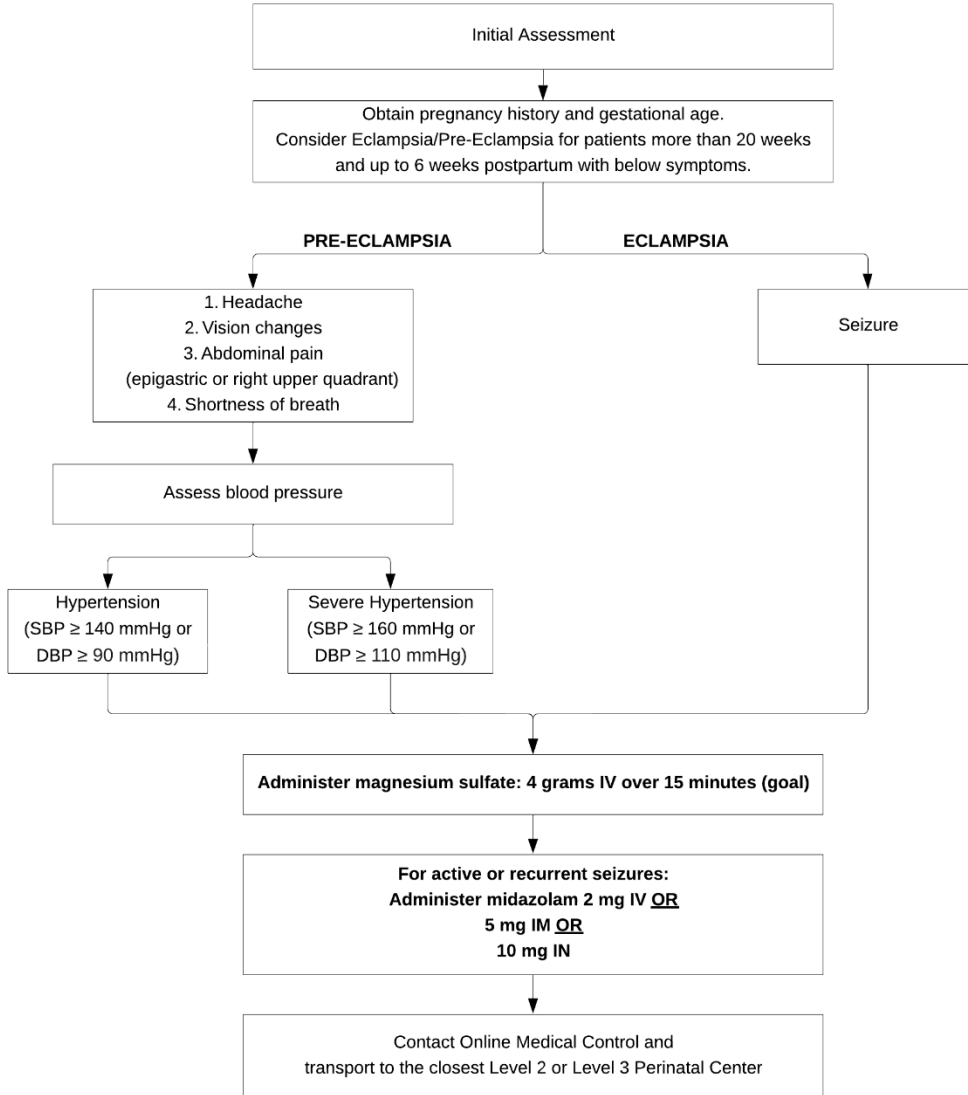 Initial Assessment
Obtain pregnancy history and gestational age.
Consider Eclampsia/Pre-Eclampsia for patients more than 20 weeks
and up to 6 weeks postpartum with below symptoms.
PRE-ECLAMPSIA
ECLAMPSIA
1. Headache
2. Vision changes
3. Abdominal pain
(epigastric or right upper quadrant)
4. Shortness of breath
Seizure
Assess blood pressure
Hypertension
(SBP ≥ 140 mmHg or
DBP ≥ 90 mmHg)
Severe Hypertension
(SBP ≥ 160 mmHg or
DBP ≥ 110 mmHg)
Administer magnesium sulfate: 4 grams IV over 15 minutes (goal)
For active or recurrent seizures:
Administer midazolam 2 mg IV OR
5 mg IM OR
10 mg IN
Contact Online Medical Control and
transport to the closest Level 2 or Level 3 Perinatal Center